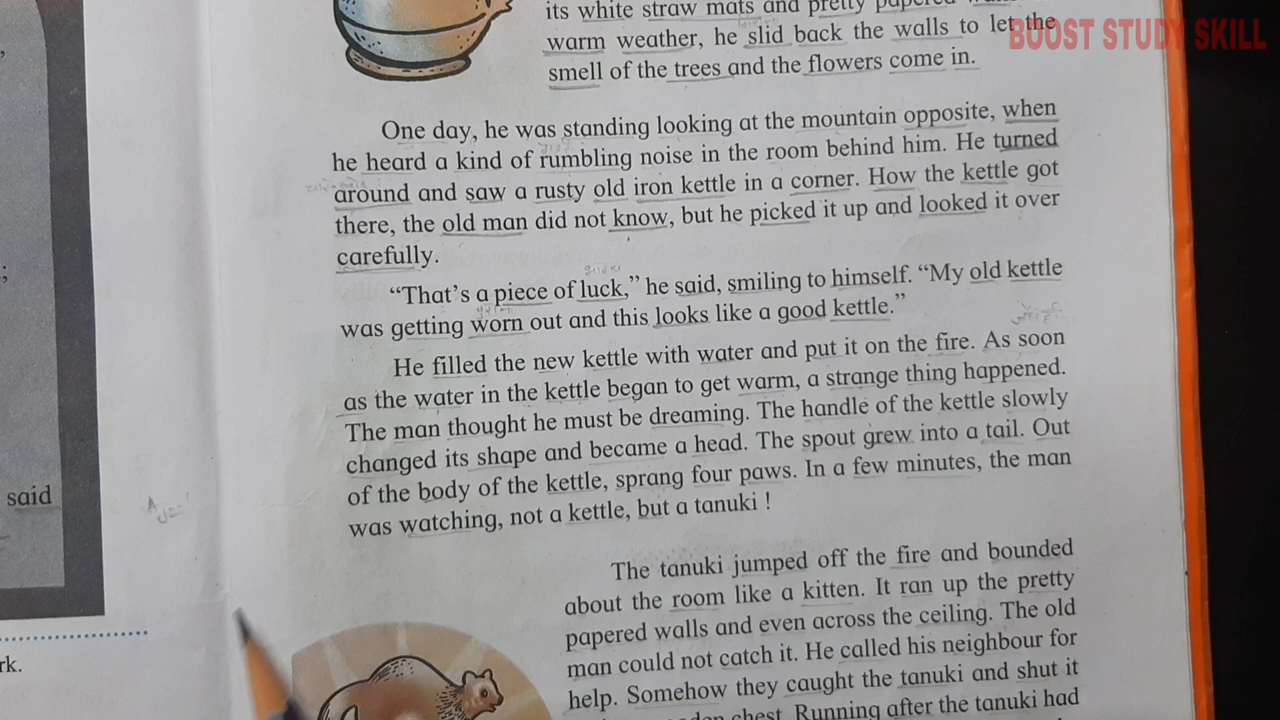 its white straw mats and pretty papered
BOOST STUDY SKILL
warm weather, he slid back the walls to let the
smell of the trees and the flowers come in.
One day, he was standing looking at the mountain opposite, when
he heard a kind of rumbling noise in the room behind him. He turned
around and saw a rusty old iron kettle in a corner. How the kettle got
there, the old man did not know, but he picked it up and looked it over
carefully.
“That’s a piece of luck,” he said, smiling to himself. “My old kettle
was getting worn out and this looks like a good kettle.”
He filled the new kettle with water and put it on the fire. As soon
as the water in the kettle began to get warm, a strange thing happened.
The man thought he must be dreaming. The handle of the kettle slowly
changed its shape and became a head. The spout grew into a tail. Out
of the body of the kettle, sprang four paws. In a few minutes, the man
was watching, not a kettle, but a tanuki !
said
The tanuki jumped off the fire and bounded
about the room like a kitten. It ran up the pretty
papered walls and even across the ceiling. The old
man could not catch it. He called his neighbour for
help. Somehow they caught the tanuki and shut it
chest. Running after the tanuki had
rk.